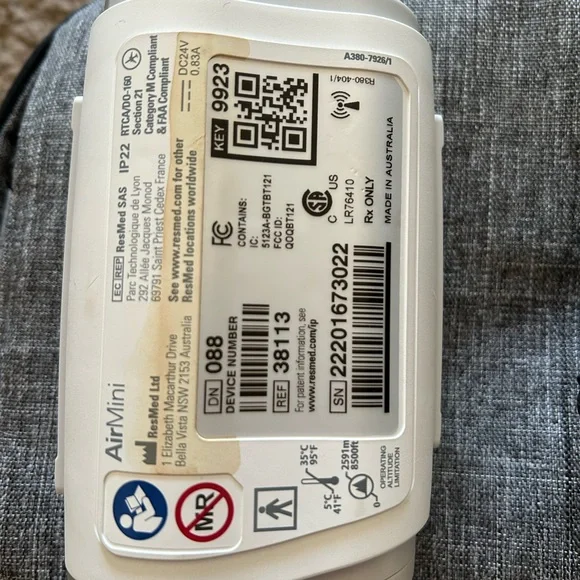 AirMini
ResMed Ltd
1 Elizabeth Macarthur Drive
Bella Vista NSW 2153 Australia
EC REP ResMed SAS
Parc Technologique de Lyon
292 Allée Jacques Monod
69791 Saint Priest Cedex France
See www.resmed.com for other
ResMed locations worldwide
IP22
RTCA/DO-160
Section 21
Category M Compliant
& FAA Compliant
DC24V
0.83A
DN 088
DEVICE NUMBER
REF 38113
For patent information, see
www.resmed.com/ip
SN 22201673022
FC
CONTAINS:
IC:
5123A-BGTBT121
FCC ID:
QOQBT121
KEY 9923
C US
LR76410
Rx ONLY
MADE IN AUSTRALIA
R380-404/1
A380-7926/1
MR
35°C
95°F
5°C
41°F
2591m
8500ft
0
OPERATING
ALTITUDE
LIMITATION